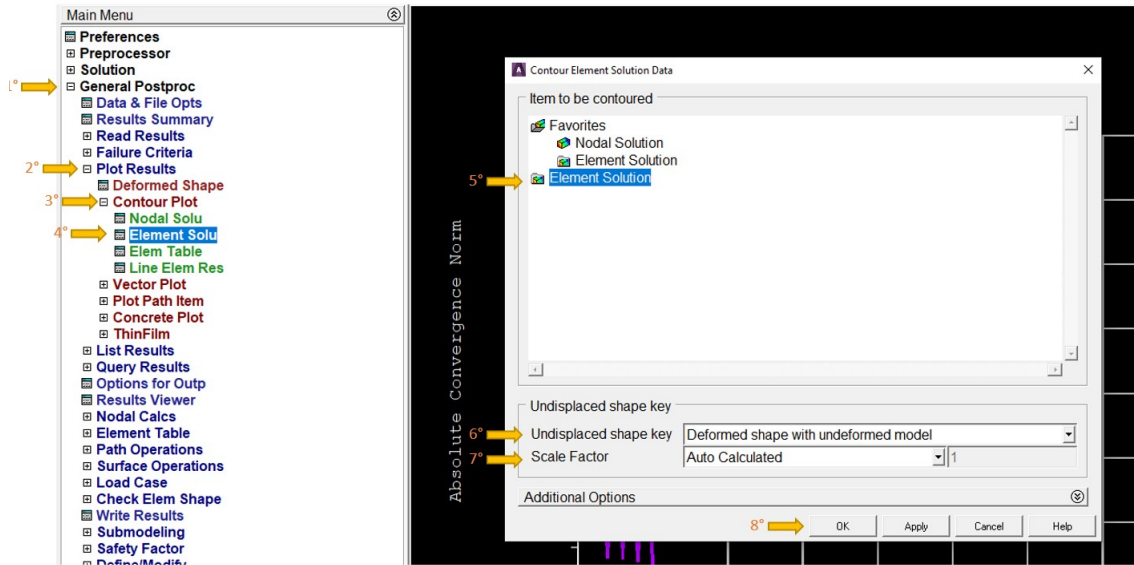 Main Menu
Preferences
Preprocessor
Solution
1° General Postproc
Data & File Opts
Results Summary
Read Results
Failure Criteria
2° Plot Results
Deformed Shape
3° Contour Plot
Nodal Solu
4° Element Solu
Elem Table
Line Elem Res
Vector Plot
Plot Path Item
Concrete Plot
ThinFilm
List Results
Query Results
Options for Outp
Results Viewer
Nodal Calcs
Element Table
Path Operations
Surface Operations
Load Case
Check Elem Shape
Write Results
Submodeling
Safety Factor
Define/Modify
Absolute Convergence Norm
Contour Element Solution Data
Item to be contoured
Favorites
Nodal Solution
Element Solution
5° Element Solution
Undisplaced shape key
6° Undisplaced shape key Deformed shape with undeformed model
7° Scale Factor Auto Calculated 1
Additional Options
8° OK Apply Cancel Help